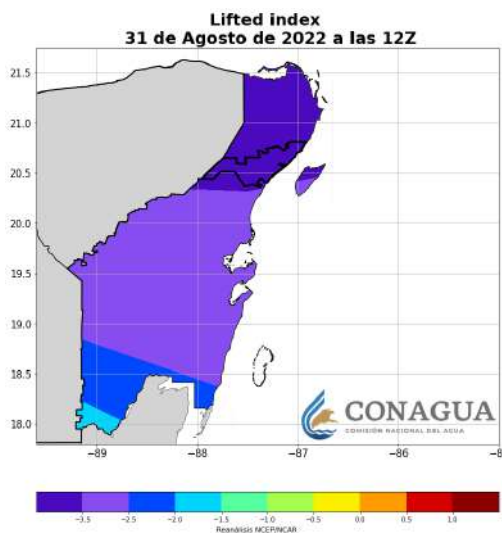 Lifted index
31 de Agosto de 2022 a las 12Z
21.5
21.0
20.5
20.0
19.5
19.0
18.5
18.0
CONAGUA
COMISIÓN NACIONAL DEL AGUA
−89 −88 −87 −86 −8
−3.5 −2.5 −2.0 −1.5 −1.0 −0.5 0.0 0.5 1.0
Reanálisis NCEP/NCAR